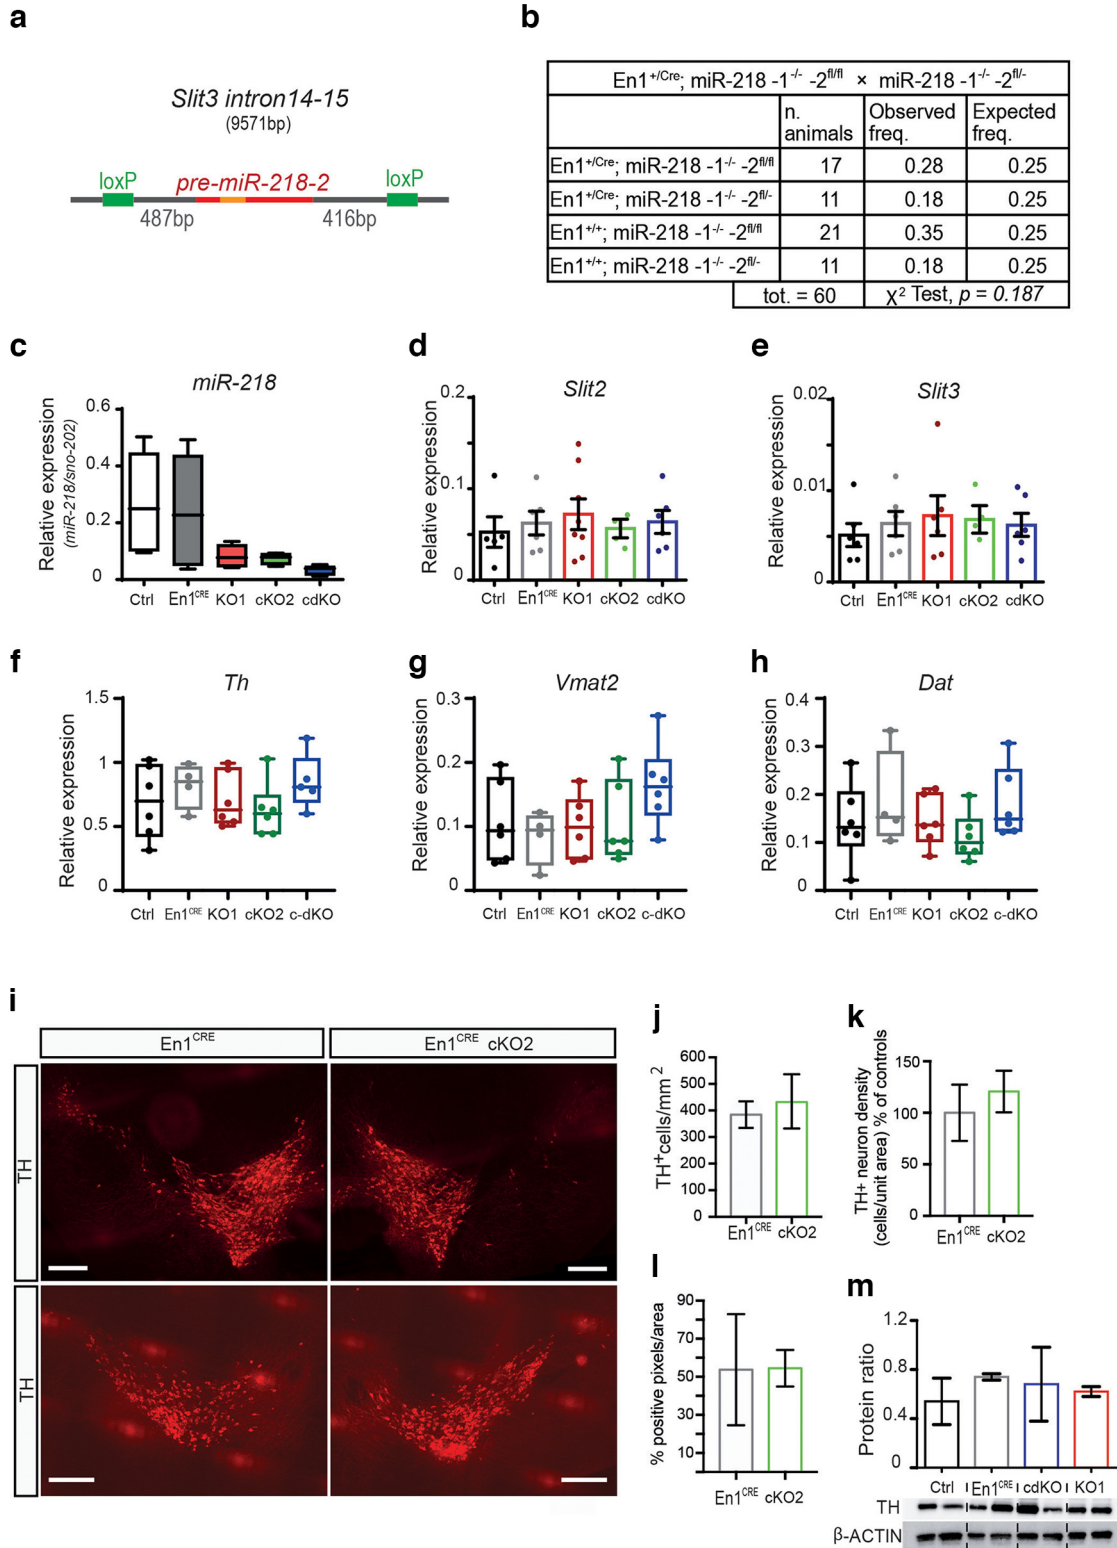 a
Slit3 intron14-15
(9571bp)
loxP pre-miR-218-2 loxP
487bp 416bp
b
En1+/Cre; miR-218 -1-/- -2fl/fl × miR-218 -1-/- -2fl/-
n. animals Observed freq. Expected freq.
En1+/Cre; miR-218 -1-/- -2fl/fl 17 0.28 0.25
En1+/Cre; miR-218 -1-/- -2fl/- 11 0.18 0.25
En1+/+; miR-218 -1-/- -2fl/fl 21 0.35 0.25
En1+/+; miR-218 -1-/- -2fl/- 11 0.18 0.25
tot. = 60 χ2 Test, p = 0.187
c
miR-218
Relative expression
(miR-218/sno-202)
0.6
0.4
0.2
0
Ctrl En1CRE KO1 cKO2 cdKO
d
Slit2
Relative expression
0.2
0.1
0
Ctrl En1CRE KO1 cKO2 cdKO
e
Slit3
Relative expression
0.02
0.01
0
Ctrl En1CRE KO1 cKO2 cdKO
f
Th
Relative expression
1.5
1
0.5
0
Ctrl En1CRE KO1 cKO2 c-dKO
g
Vmat2
Relative expression
0.3
0.2
0.1
0
Ctrl En1CRE KO1 cKO2 c-dKO
h
Dat
Relative expression
0.4
0.3
0.2
0.1
0
Ctrl En1CRE KO1 cKO2 c-dKO
i
En1CRE En1CRE cKO2
TH
TH
j
TH+cells/mm2
600
500
400
300
200
100
0
En1CRE cKO2
k
TH+ neuron density
(cells/unit area) % of controls
150
100
50
0
En1CRE cKO2
l
% positive pixels/area
90
70
50
30
10
En1CRE cKO2
m
Protein ratio
1.2
0.8
0.4
0
Ctrl En1CRE cdKO KO1
TH
β-ACTIN